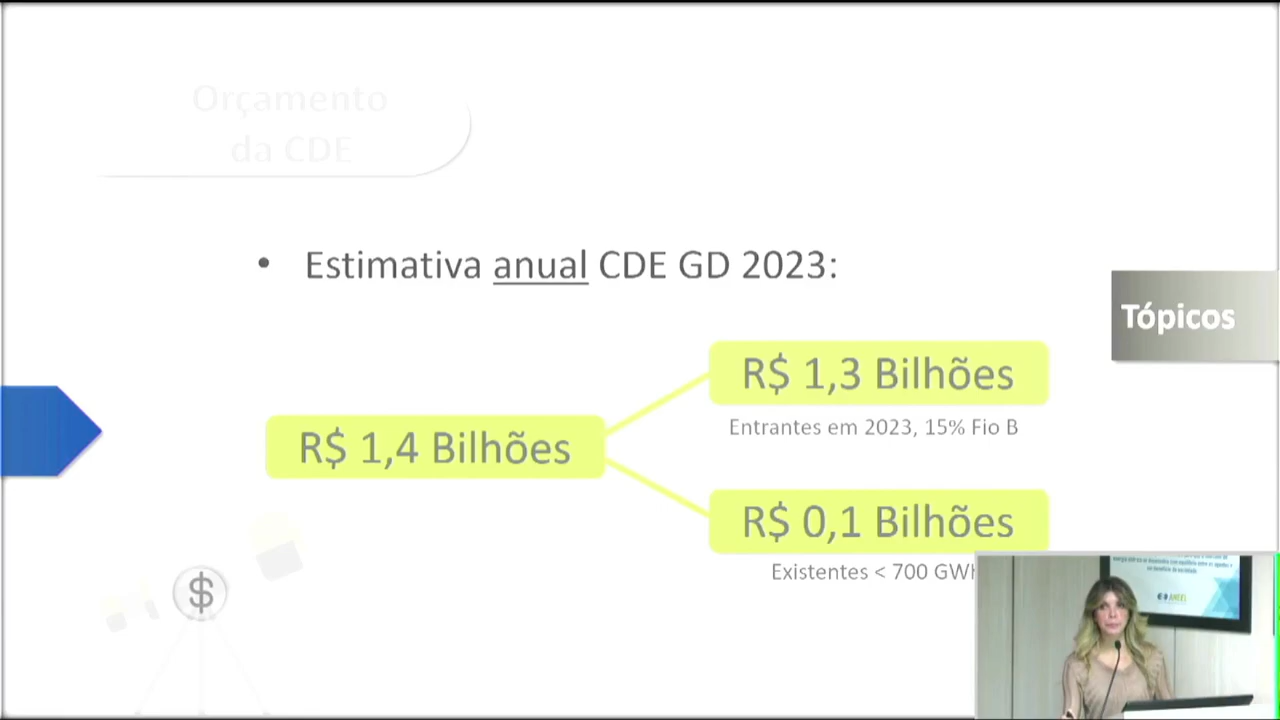 Orçamento
da CDE
• Estimativa anual CDE GD 2023:
Tópicos
R$ 1,3 Bilhões
Entrantes em 2023, 15% Fio B
R$ 1,4 Bilhões
R$ 0,1 Bilhões
Existentes < 700 GWh
$
ANEEL